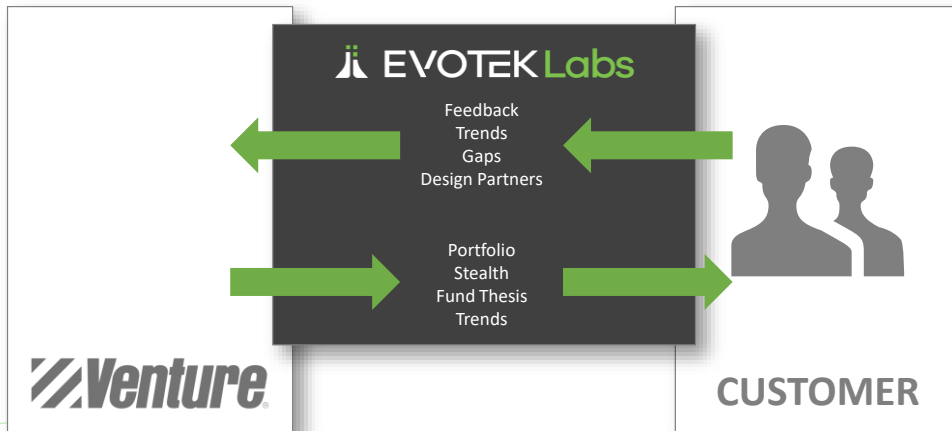 EVOTEK Labs
Feedback
Trends
Gaps
Design Partners
Portfolio
Stealth
Fund Thesis
Trends
Venture
CUSTOMER